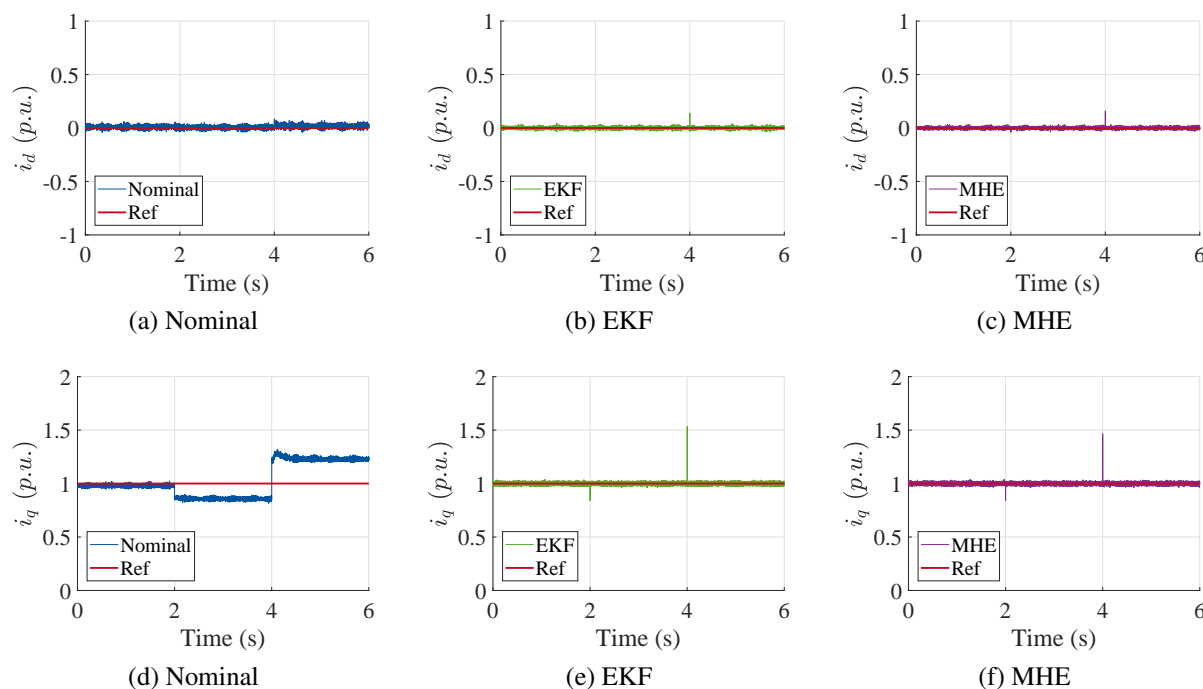 1
0.5
0
-0.5
-1
i_d (p.u.)
Nominal
Ref
0 2 4 6
Time (s)
(a) Nominal
1
0.5
0
-0.5
-1
i_d (p.u.)
EKF
Ref
0 2 4 6
Time (s)
(b) EKF
1
0.5
0
-0.5
-1
i_d (p.u.)
MHE
Ref
0 2 4 6
Time (s)
(c) MHE
2
1.5
1
0.5
0
i_q (p.u.)
Nominal
Ref
0 2 4 6
Time (s)
(d) Nominal
2
1.5
1
0.5
0
i_q (p.u.)
EKF
Ref
0 2 4 6
Time (s)
(e) EKF
2
1.5
1
0.5
0
i_q (p.u.)
MHE
Ref
0 2 4 6
Time (s)
(f) MHE